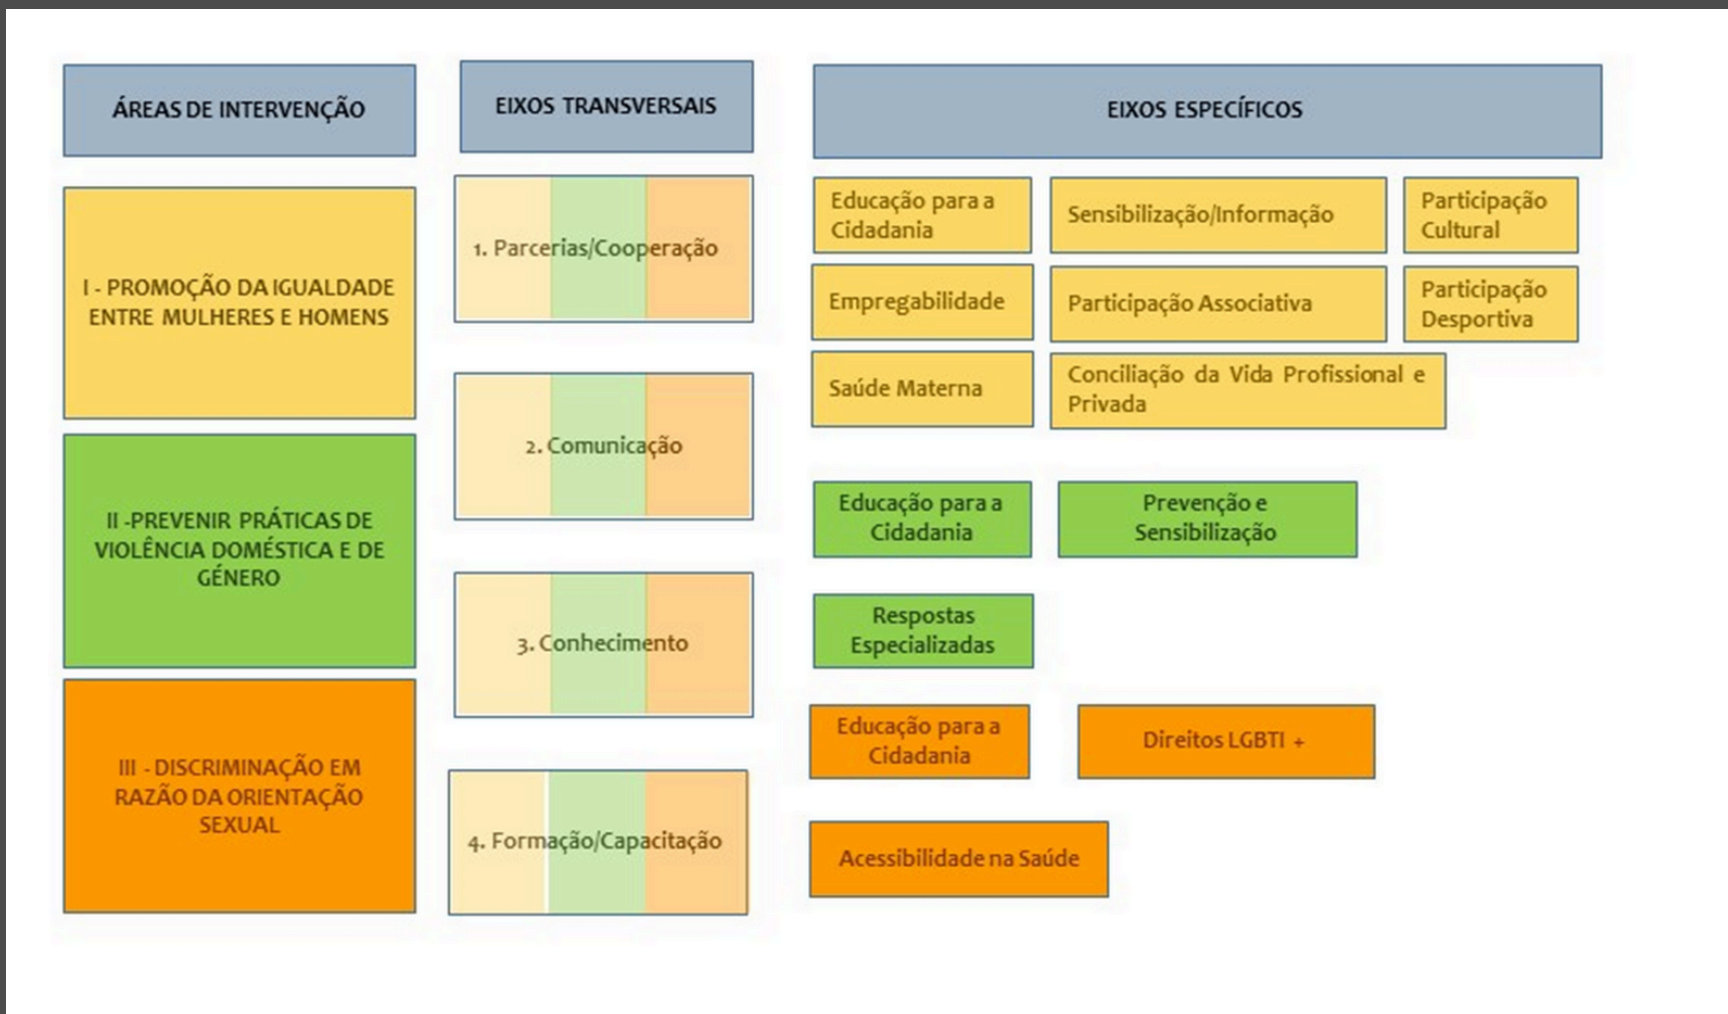 ÁREAS DE INTERVENÇÃO
EIXOS TRANSVERSAIS
EIXOS ESPECÍFICOS
I - PROMOÇÃO DA IGUALDADE
ENTRE MULHERES E HOMENS
II -PREVENIR PRÁTICAS DE
VIOLÊNCIA DOMÉSTICA E DE
GÉNERO
III - DISCRIMINAÇÃO EM
RAZÃO DA ORIENTAÇÃO
SEXUAL
1. Parcerias/Cooperação
2. Comunicação
3. Conhecimento
4. Formação/Capacitação
Educação para a
Cidadania
Sensibilização/Informação
Participação
Cultural
Empregabilidade
Participação Associativa
Participação
Desportiva
Saúde Materna
Conciliação da Vida Profissional e
Privada
Educação para a
Cidadania
Prevenção e
Sensibilização
Respostas
Especializadas
Educação para a
Cidadania
Direitos LGBTI +
Acessibilidade na Saúde